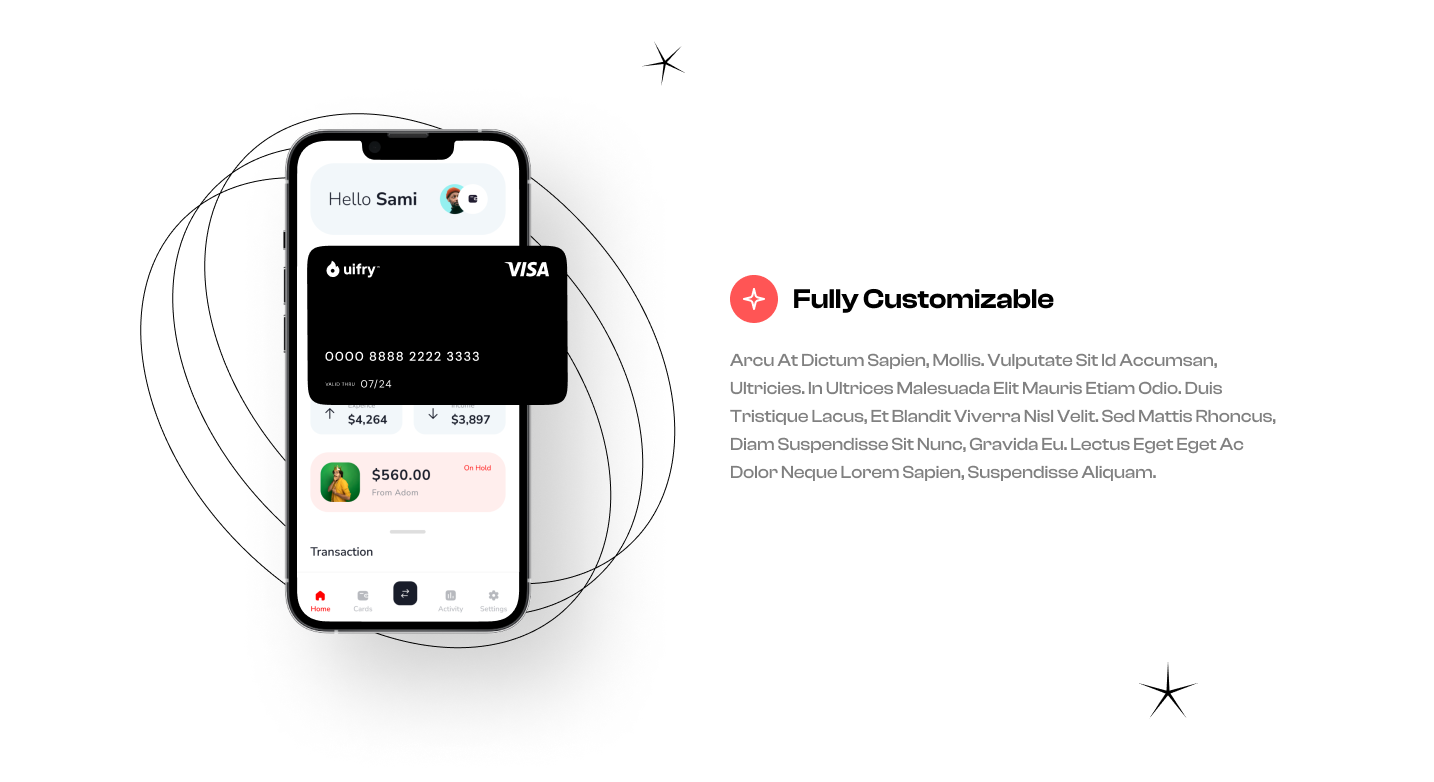 Hello Sami
uifry™
VISA
0000 8888 2222 3333
VALID THRU 07/24
Expence
Income
$4,264
$3,897
$560.00
On Hold
From Adom
Transaction
Home
Cards
Activity
Settings
Fully Customizable
Arcu At Dictum Sapien, Mollis. Vulputate Sit Id Accumsan,
Ultricies. In Ultrices Malesuada Elit Mauris Etiam Odio. Duis
Tristique Lacus, Et Blandit Viverra Nisl Velit. Sed Mattis Rhoncus,
Diam Suspendisse Sit Nunc, Gravida Eu. Lectus Eget Eget Ac
Dolor Neque Lorem Sapien, Suspendisse Aliquam.